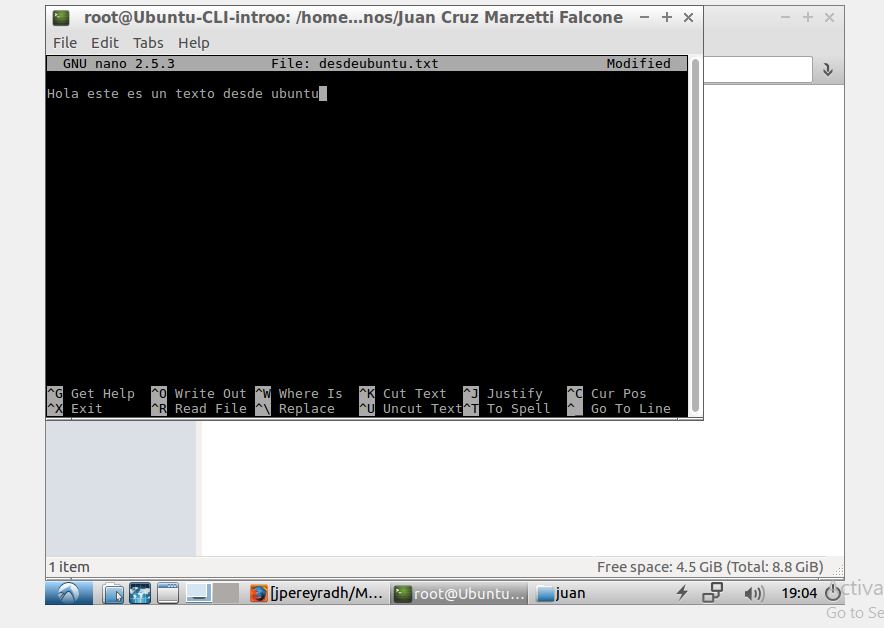 root@Ubuntu-CLI-introo: /home...nos/Juan Cruz Marzetti Falcone
File Edit Tabs Help
GNU nano 2.5.3 File: desdeubuntu.txt Modified
Hola este es un texto desde ubuntu
^G Get Help ^O Write Out ^W Where Is ^K Cut Text ^J Justify ^C Cur Pos
^X Exit ^R Read File ^\ Replace ^U Uncut Text ^T To Spell ^_ Go To Line
1 item Free space: 4.5 GiB (Total: 8.8 GiB)
[jpereyradh/M... root@Ubuntu... juan 19:04
Activa
Go to Se